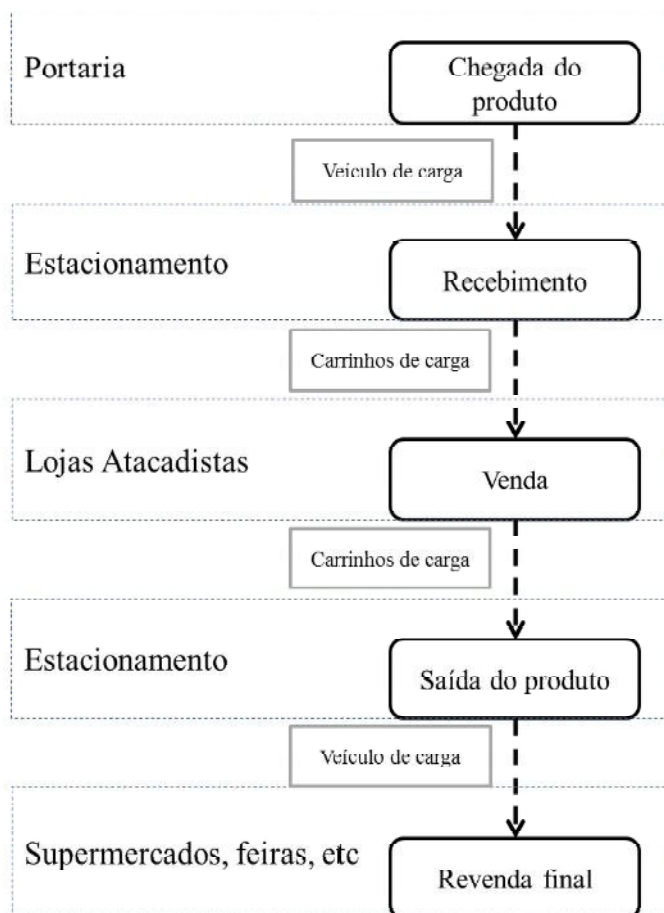 Portaria
Chegada do
produto
Veículo de carga
Estacionamento
Recebimento
Carrinhos de carga
Lojas Atacadistas
Venda
Carrinhos de carga
Estacionamento
Saída do produto
Veículo de carga
Supermercados, feiras, etc
Revenda final